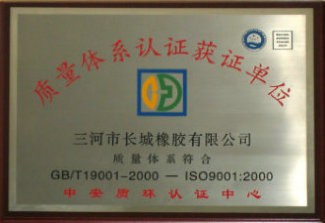 质量体系认证获证单位
三河市长城橡胶有限公司
质量体系符合
GB/T19001-2000 — ISO9001:2000
中安质环认证中心